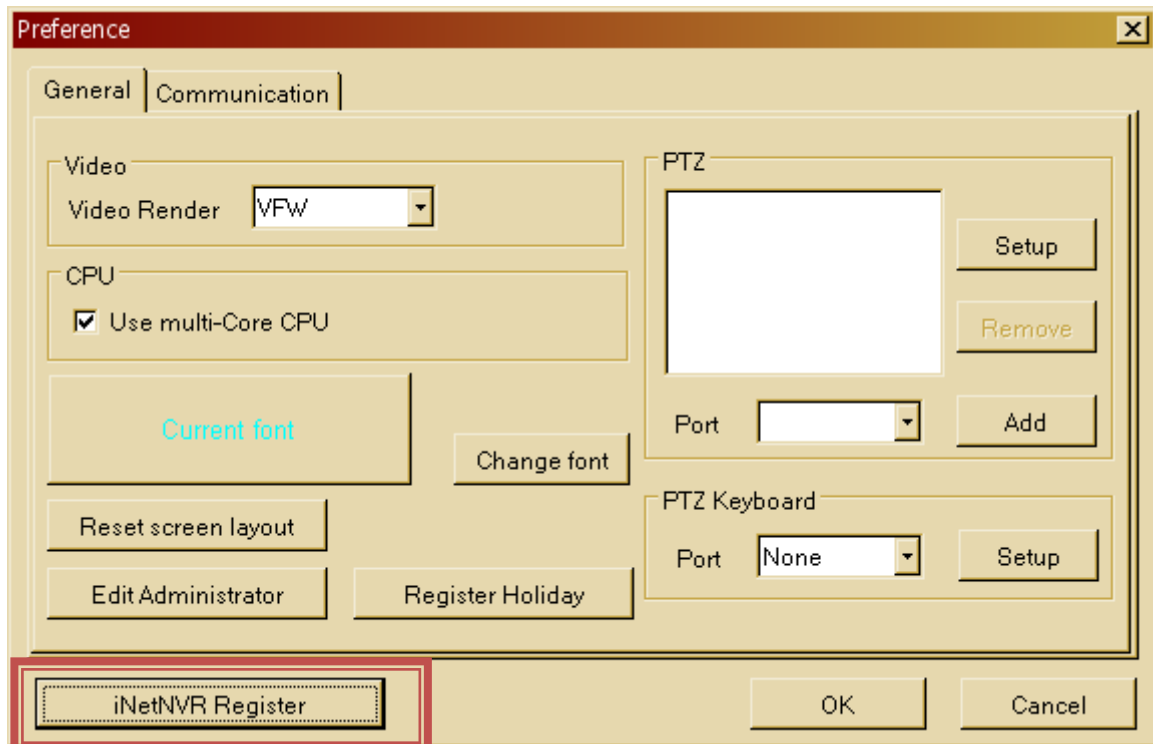 Preference
General
Communication
Video
Video Render
VFW
CPU
Use multi-Core CPU
Current font
Change font
Reset screen layout
Edit Administrator
Register Holiday
PTZ
Setup
Remove
Port
Add
PTZ Keyboard
Port
None
Setup
iNetNVR Register
OK
Cancel